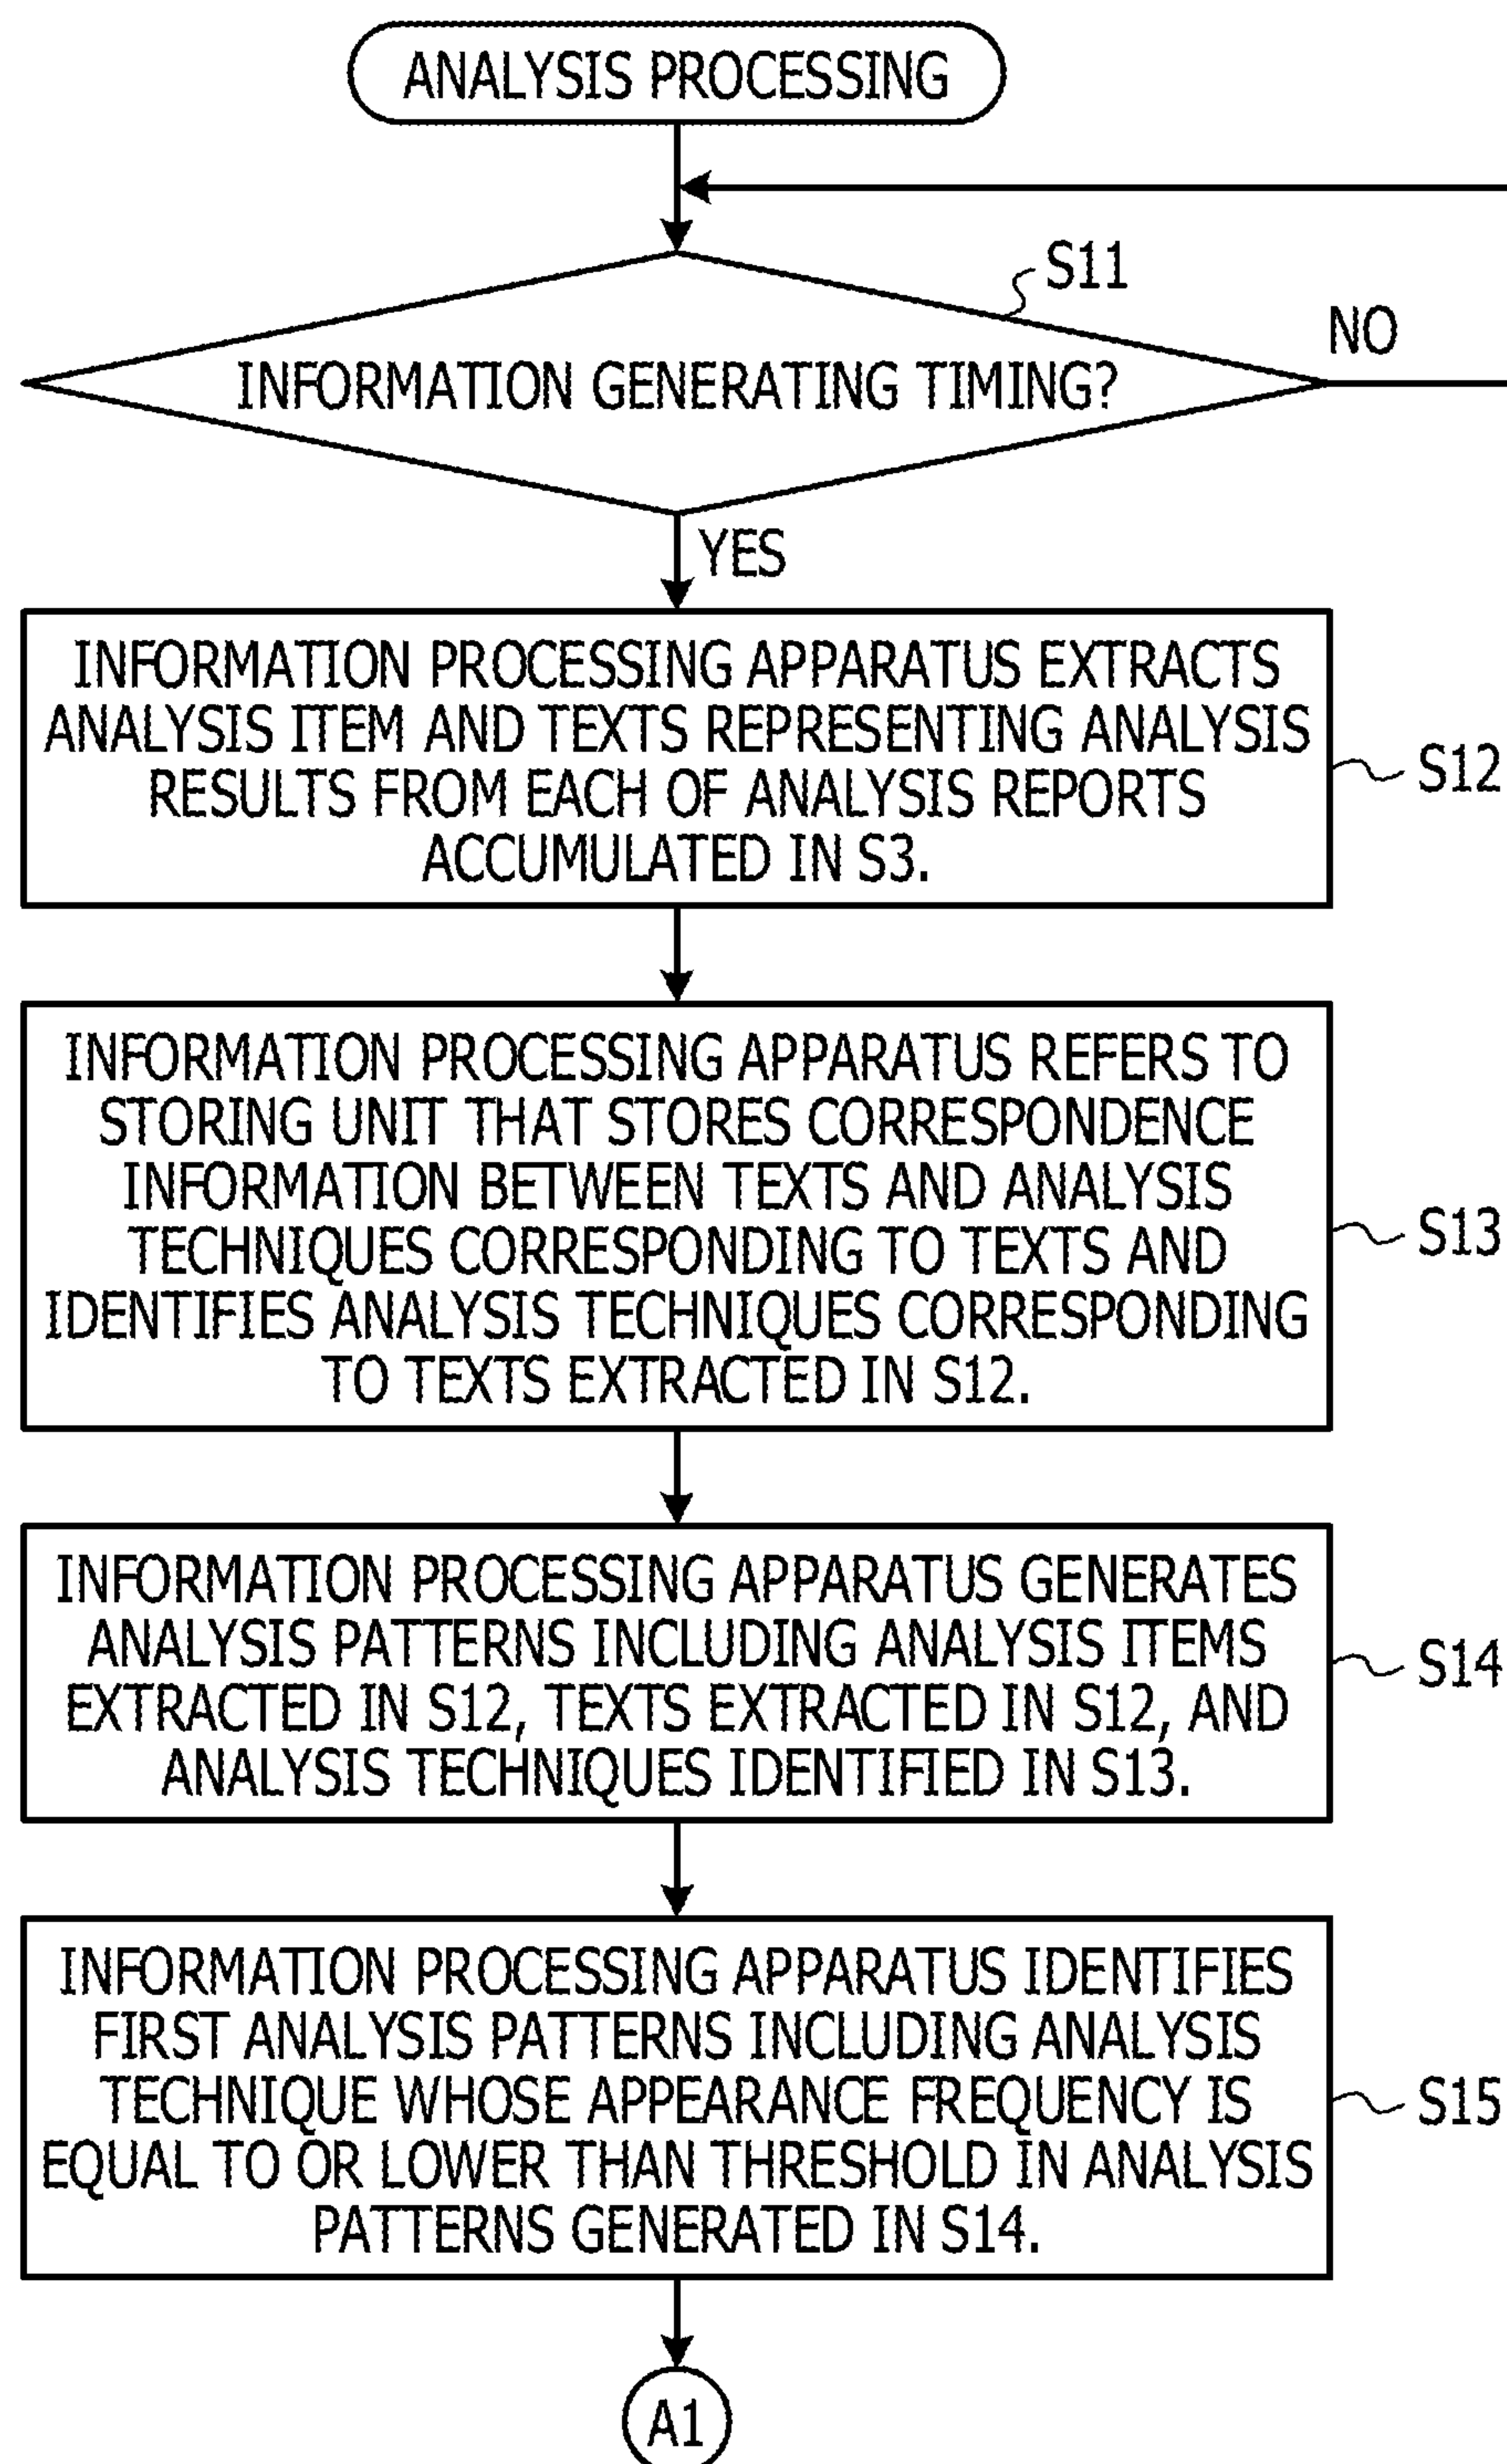 ANALYSIS PROCESSING
S11
NO
INFORMATION GENERATING TIMING?
YES
INFORMATION PROCESSING APPARATUS EXTRACTS
ANALYSIS ITEM AND TEXTS REPRESENTING ANALYSIS
RESULTS FROM EACH OF ANALYSIS REPORTS
ACCUMULATED IN S3.
S12
INFORMATION PROCESSING APPARATUS REFERS TO
STORING UNIT THAT STORES CORRESPONDENCE
INFORMATION BETWEEN TEXTS AND ANALYSIS
TECHNIQUES CORRESPONDING TO TEXTS AND
IDENTIFIES ANALYSIS TECHNIQUES CORRESPONDING
TO TEXTS EXTRACTED IN S12.
S13
INFORMATION PROCESSING APPARATUS GENERATES
ANALYSIS PATTERNS INCLUDING ANALYSIS ITEMS
EXTRACTED IN S12, TEXTS EXTRACTED IN S12, AND
ANALYSIS TECHNIQUES IDENTIFIED IN S13.
S14
INFORMATION PROCESSING APPARATUS IDENTIFIES
FIRST ANALYSIS PATTERNS INCLUDING ANALYSIS
TECHNIQUE WHOSE APPEARANCE FREQUENCY IS
EQUAL TO OR LOWER THAN THRESHOLD IN ANALYSIS
PATTERNS GENERATED IN S14.
S15
A1